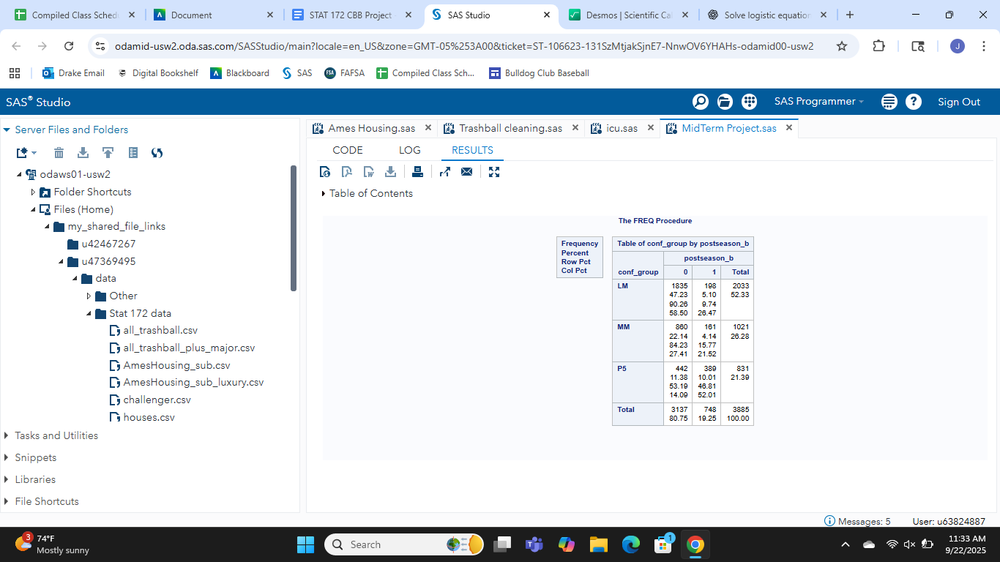 Compiled Class Sched
Document
STAT 172 CBB Project
SAS Studio
Desmos | Scientific Cal
Solve logistic equation
odamid-usw2.oda.sas.com/SASStudio/main?locale=en_US&zone=GMT-05%253A00&ticket=ST-106623-131SzMtjakSjnE7-NnwOV6YHAHs-odamid00-usw2
J
Drake Email
Digital Bookshelf
Blackboard
SAS
FAFSA
Compiled Class Sch...
Bulldog Club Baseball
SAS® Studio
SAS Programmer
Sign Out
Server Files and Folders
odaws01-usw2
Folder Shortcuts
Files (Home)
my_shared_file_links
u42467267
u47369495
data
Other
Stat 172 data
all_trashball.csv
all_trashball_plus_major.csv
AmesHousing_sub.csv
AmesHousing_sub_luxury.csv
challenger.csv
houses.csv
Tasks and Utilities
Snippets
Libraries
File Shortcuts
Ames Housing.sas
Trashball cleaning.sas
icu.sas
MidTerm Project.sas
CODE LOG RESULTS
Table of Contents
The FREQ Procedure
Frequency
Percent
Row Pct
Col Pct
Table of conf_group by postseason_b
postseason_b
conf_group 0 1 Total
LM 1835 198 2033
47.23 5.10 52.33
90.26 9.74
58.50 26.47
MM 860 161 1021
22.14 4.14 26.28
84.23 15.77
27.41 21.52
P5 442 389 831
11.38 10.01 21.39
53.19 46.81
14.09 52.01
Total 3137 748 3885
80.75 19.25 100.00
Messages: 5
User: u63824887
3
74°F
Mostly sunny
Search
1
11:33 AM
9/22/2025